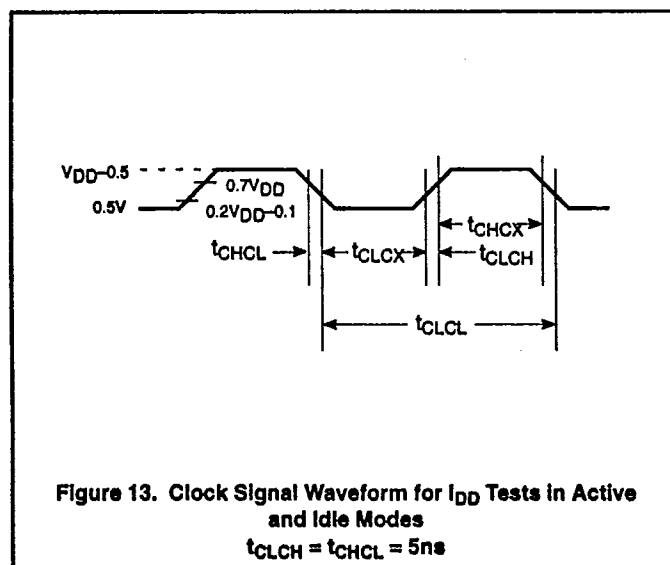 VDD–0.5
0.7VDD
0.2VDD–0.1
0.5V
tCHCX
tCHCL
tCLCX
tCLCH
tCLCL
Figure 13. Clock Signal Waveform for IDD Tests in Active
and Idle Modes
tCLCH = tCHCL = 5ns